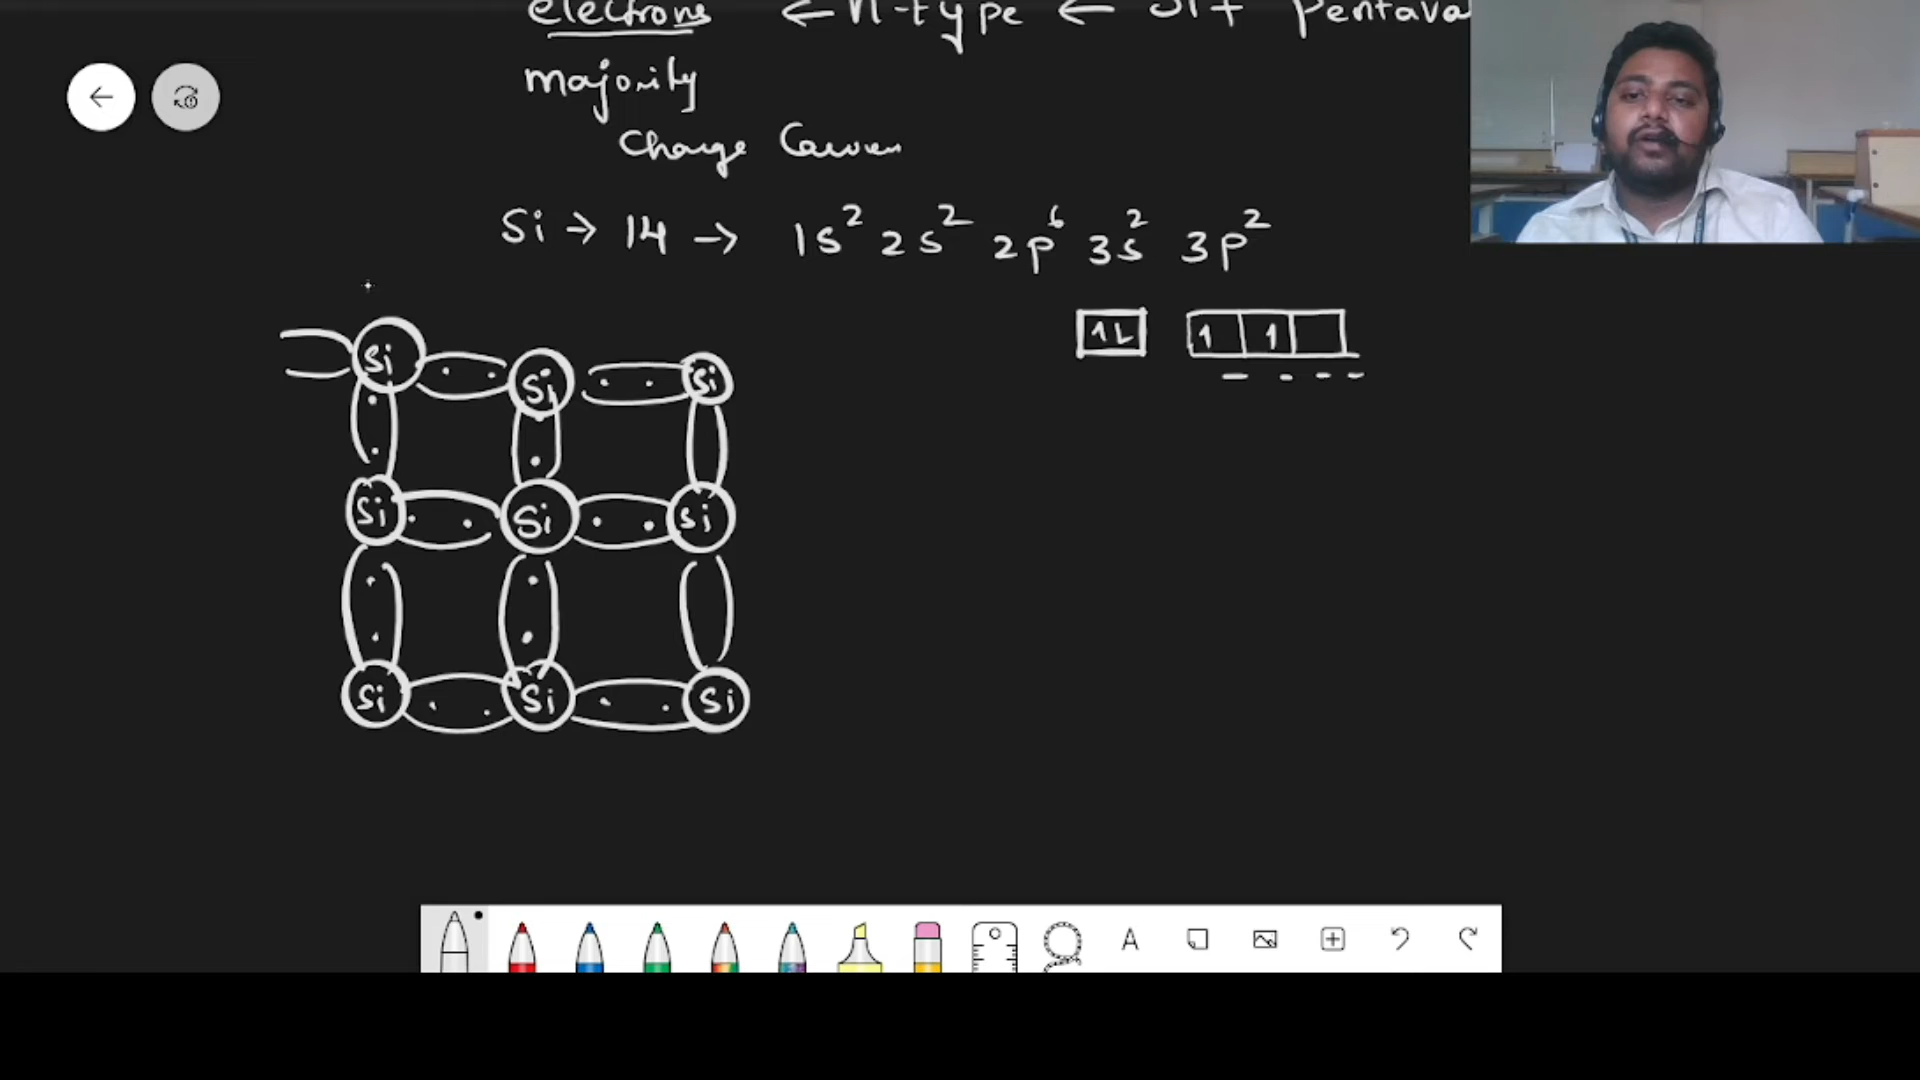 electrons ← n-type ← Si + Pentava
majority
Charge
Si → 14 → 1s² 2s² 2p⁶ 3s² 3p²
1L 1 1
Si Si Si
Si Si Si
Si Si Si
A